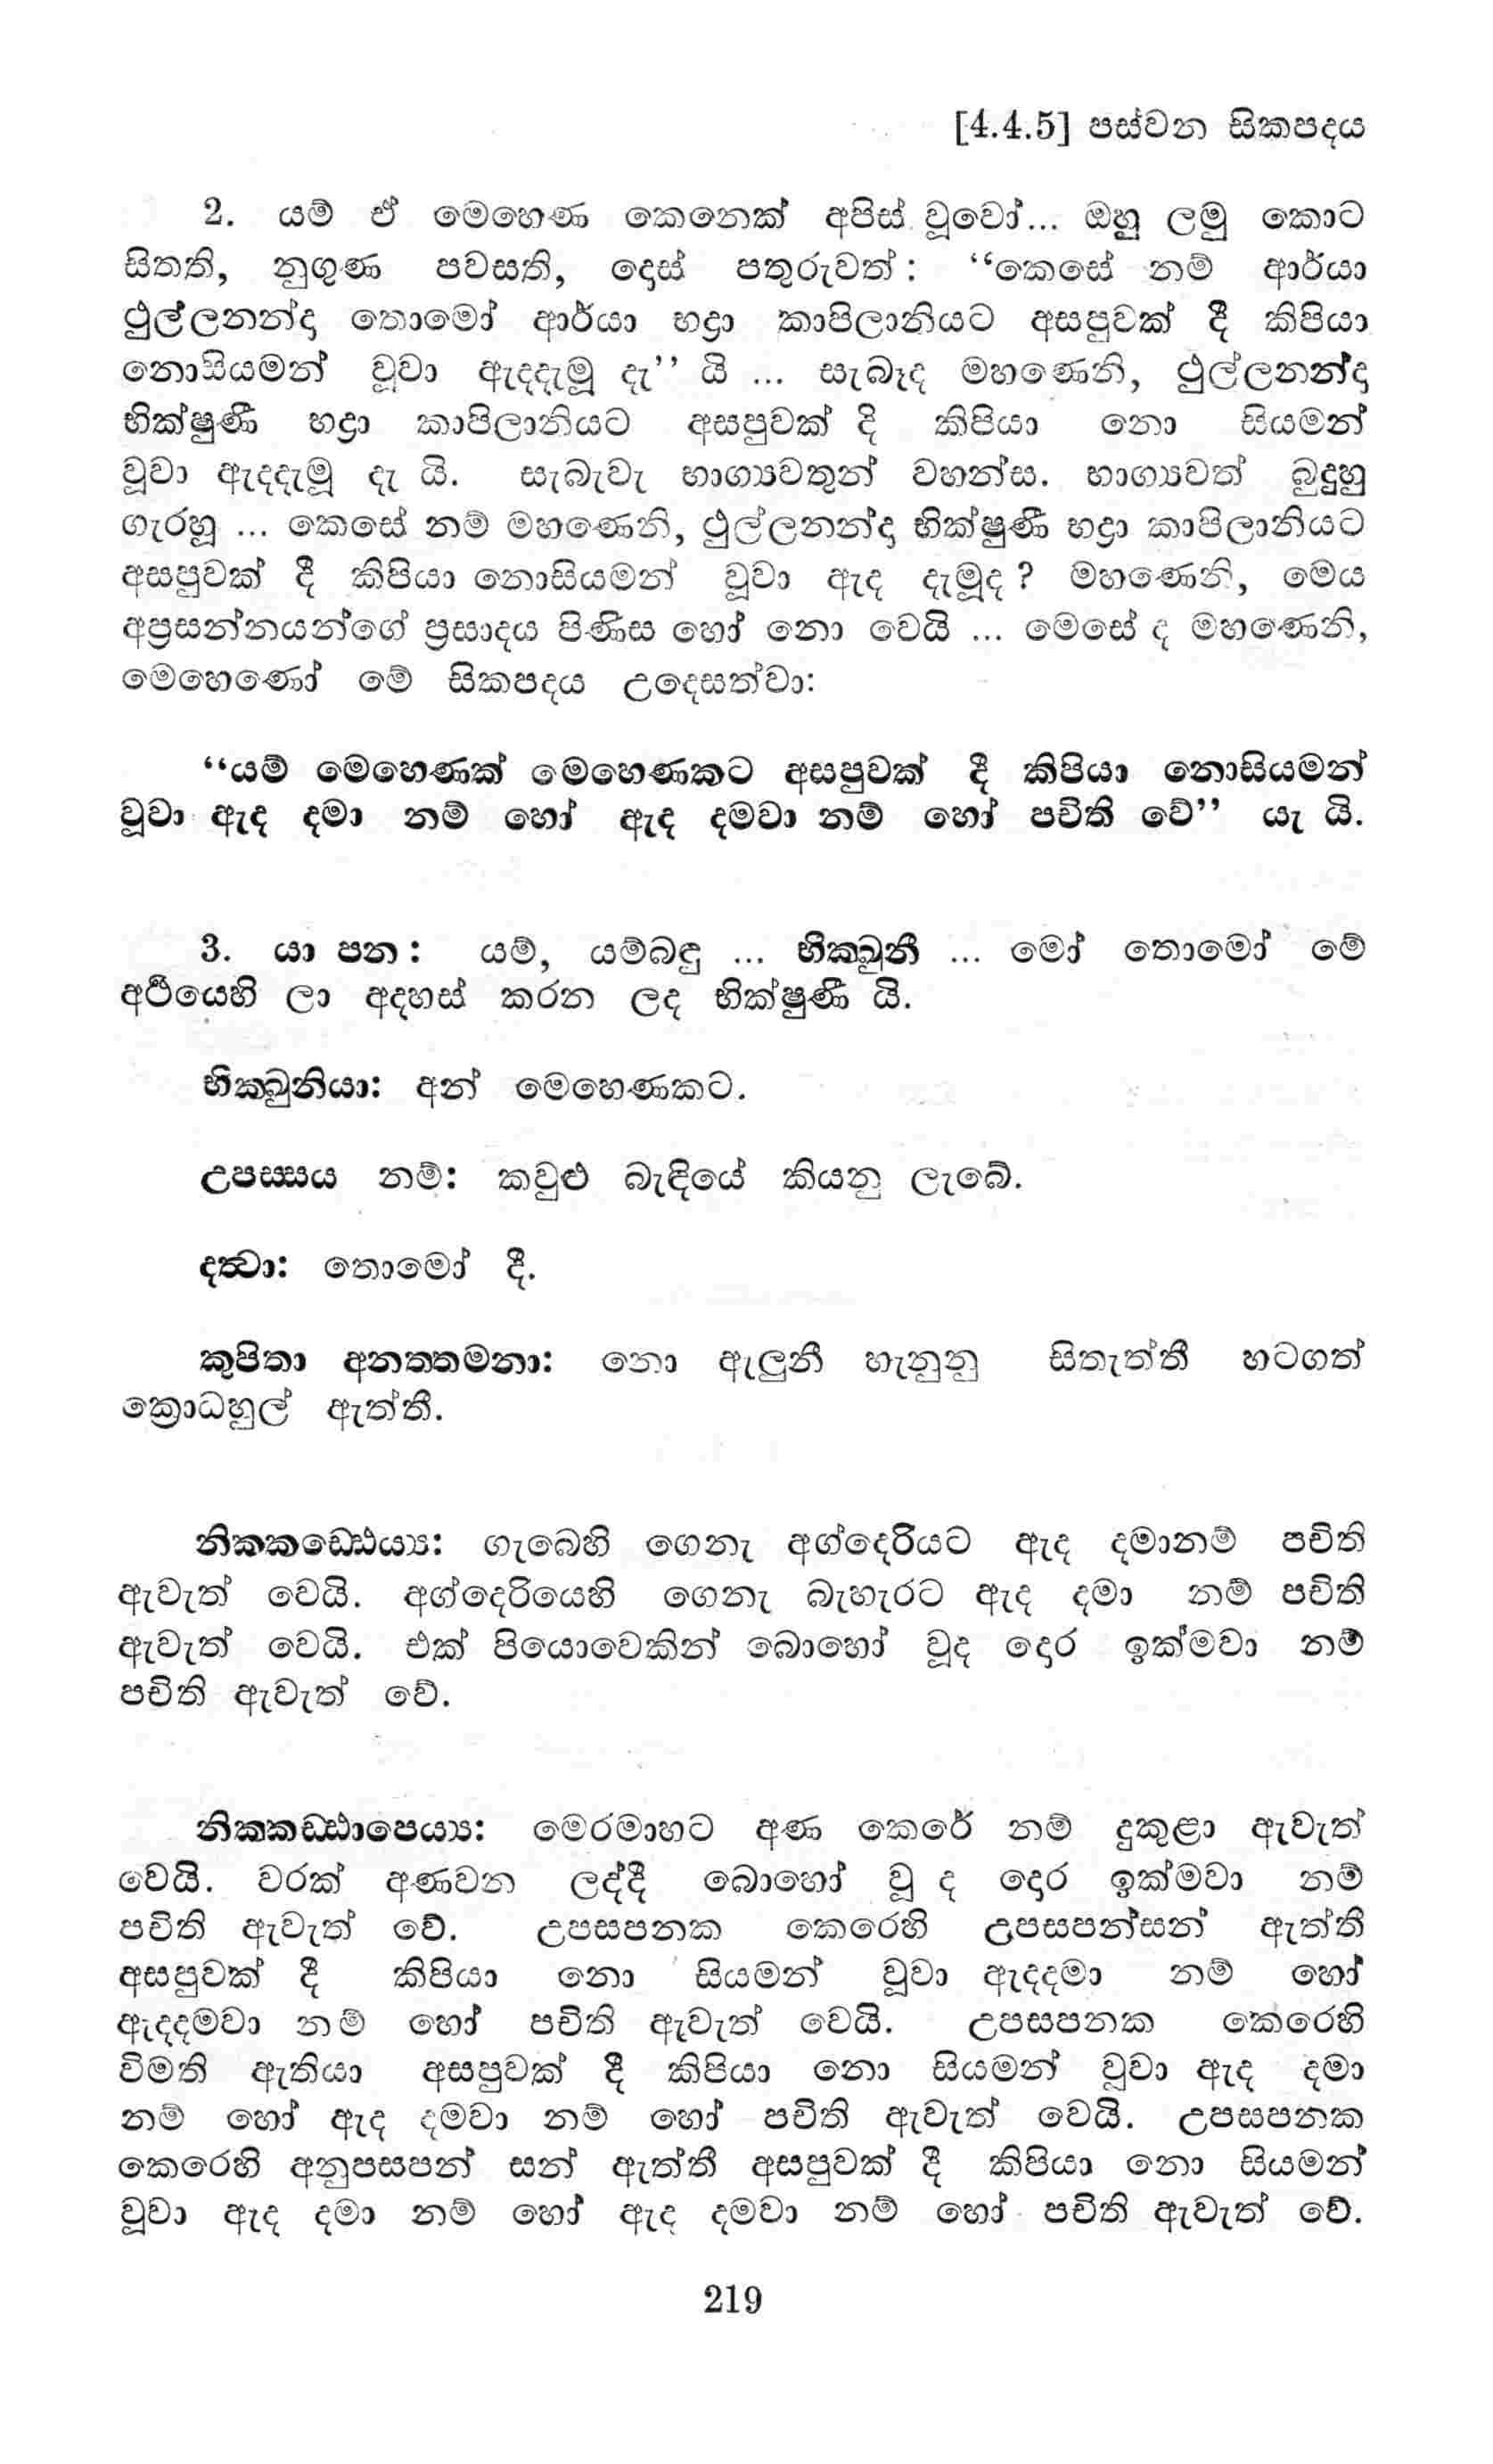 [4.4.5] පස්වන සිකපදය
2. යම් ඒ මෙහෙණ කෙනෙක් අපිස් වූවෝ... ඔහු ලමු කොට
සිතති, නුගුණ පවසති, දොස් පතුරුවත් : “කෙසේ නම් ආර්යා
ථුල්ලනන්දා තොමෝ ආර්යා භද්‍රා කාපිලානියට අසපුවක් දී කිපියා
නොසියමන් වූවා ඇදදැමූ දැ” යි ... සැබෑද මහණෙනි, ථුල්ලනන්දා
භික්ෂුණී භද්‍රා කාපිලානියට අසපුවක් දි කිපියා නො සියමන්
වූවා ඇදදැමූ දැ යි. සැබැවැ භාග්‍යවතුන් වහන්ස. භාග්‍යවත් බුදුහු
ගැරහූ ... කෙසේ නම් මහණෙනි, ථුල්ලනන්දා භික්ෂුණී භද්‍රා කාපිලානියට
අසපුවක් දී කිපියා නොසියමන් වූවා ඇද දැමූද ? මහණෙනි, මෙය
අප්‍රසන්නයන්ගේ ප්‍රසාදය පිණිස හෝ නො වෙයි ... මෙසේ ද මහණෙනි,
මෙහෙණෝ මේ සිකපදය උදෙසත්වා:
“යම් මෙහෙණක් මෙහෙණකට අසපුවක් දී කිපියා නොසියමන්
වූවා ඇද දමා නම් හෝ ඇද දමවා නම් හෝ පචිති වේ” යැ යි.
3. යා පන : යම්, යම්බඳු ... භික්‍ඛුනී ... මෝ තොමෝ මේ
අර්‍ථයෙහි ලා අදහස් කරන ලද භික්ෂුණී යි.
භික්‍ඛුනියා: අන් මෙහෙණකට.
උපස්‍සය නම්: කවුළු බැඳියේ කියනු ලැබේ.
දත්‍වා: තොමෝ දී.
කුපිතා අනත්‍තමනා: නො ඇලුනී හැනුනු සිතැත්තී හටගත්
ක්‍රොධහුල් ඇත්තී.
නික්‍කඩ්‍ඪෙය්‍ය: ගැබෙහි ගෙනැ අග්දෙරියට ඇද දමානම් පචිති
ඇවැත් වෙයි. අග්දෙරියෙහි ගෙනැ බැහැරට ඇද දමා නම් පචිති
ඇවැත් වෙයි. එක් පියොවෙකින් බොහෝ වූද දොර ඉක්මවා නම්
පචිති ඇවැත් වේ.
නික්‍කඩ්‍ඪාපෙය්‍ය: මෙරමාහට අණ කෙරේ නම් දුකුළා ඇවැත්
වෙයි. වරක් අණවන ලද්දී බොහෝ වූ ද දොර ඉක්මවා නම්
පචිති ඇවැත් වේ. උපසපනක කෙරෙහි උපසපන්සන් ඇත්තී
අසපුවක් දී කිපියා නො සියමන් වූවා ඇදදමා නම් හෝ
ඇදදමවා නම් හෝ පචිති ඇවැත් වෙයි. උපසපනක කෙරෙහි
විමති ඇතියා අසපුවක් දී කිපියා නො සියමන් වූවා ඇද දමා
නම් හෝ ඇද දමවා නම් හෝ පචිති ඇවැත් වෙයි. උපසපනක
කෙරෙහි අනුපසපන් සන් ඇත්තී අසපුවක් දී කිපියා නො සියමන්
වූවා ඇද දමා නම් හෝ ඇද දමවා නම් හෝ පචිති ඇවැත් වේ.
219